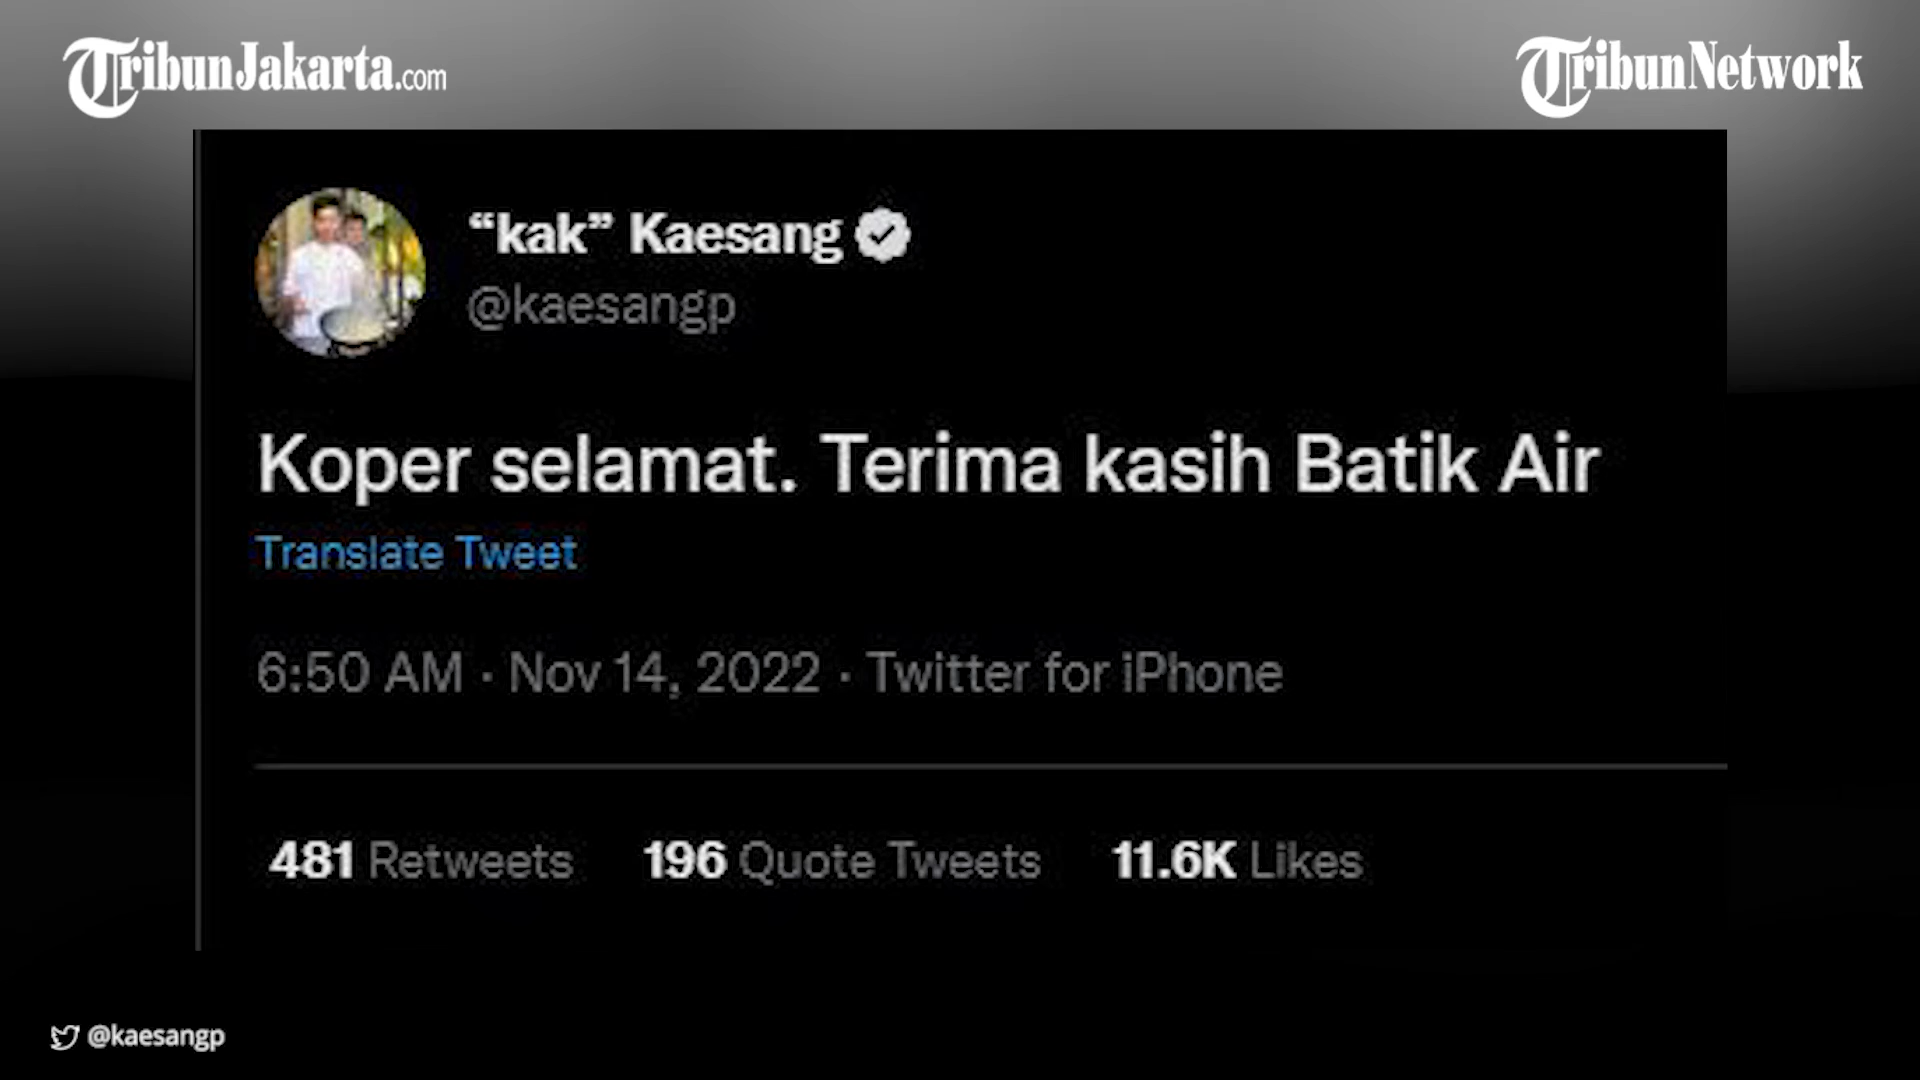 TribunJakarta.com
TribunNetwork
“kak” Kaesang
@kaesangp
Koper selamat. Terima kasih Batik Air
Translate Tweet
6:50 AM · Nov 14, 2022 · Twitter for iPhone
481 Retweets 196 Quote Tweets 11.6K Likes
@kaesangp